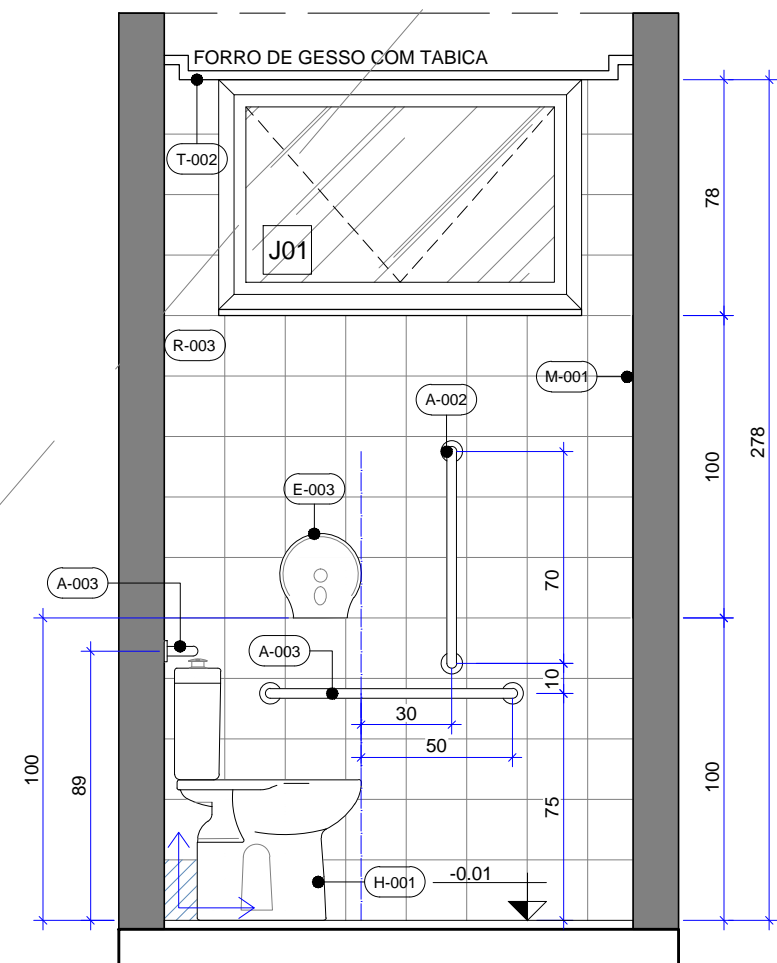 FORRO DE GESSO COM TABICA
T-002
J01
78
R-003
M-001
A-002
278
100
E-003
70
A-003
A-003
10
30
50
100
89
75
100
H-001
-0.01